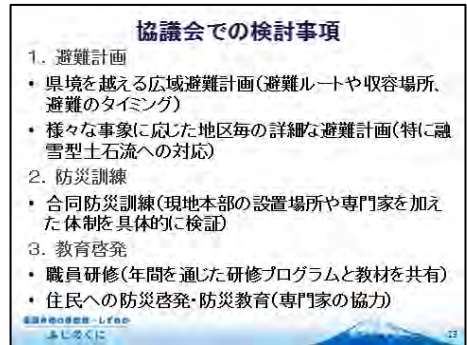 協議会での検討事項
1. 避難計画
• 県境を越える広域避難計画(避難ルートや収容場所、
避難のタイミング)
• 様々な事象に応じた地区毎の詳細な避難計画(特に融
雪型土石流への対応)
2. 防災訓練
• 合同防災訓練(現地本部の設置場所や専門家を加え
た体制を具体的に検証)
3. 教育啓発
• 職員研修(年間を通じた研修プログラムと教材を共有)
• 住民への防災啓発・防災教育(専門家の協力)
ふじのくに
23